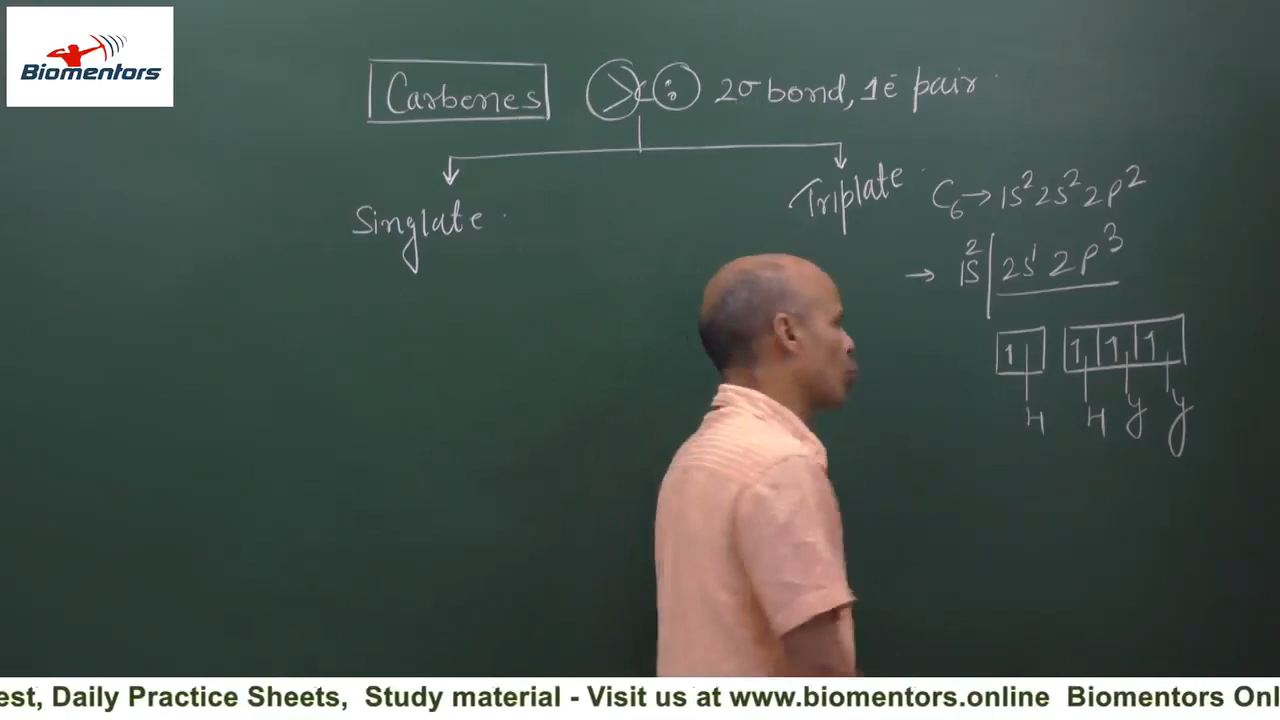 Biomentors
Carbenes >C: 2σ bond, 1ē pair
Singlate
Triplate
C₆ → 1S² 2S² 2P²
→ 1S² | 2S¹ 2P³
1 1 1 1
H H y y
est, Daily Practice Sheets, Study material - Visit us at www.biomentors.online Biomentors Onl